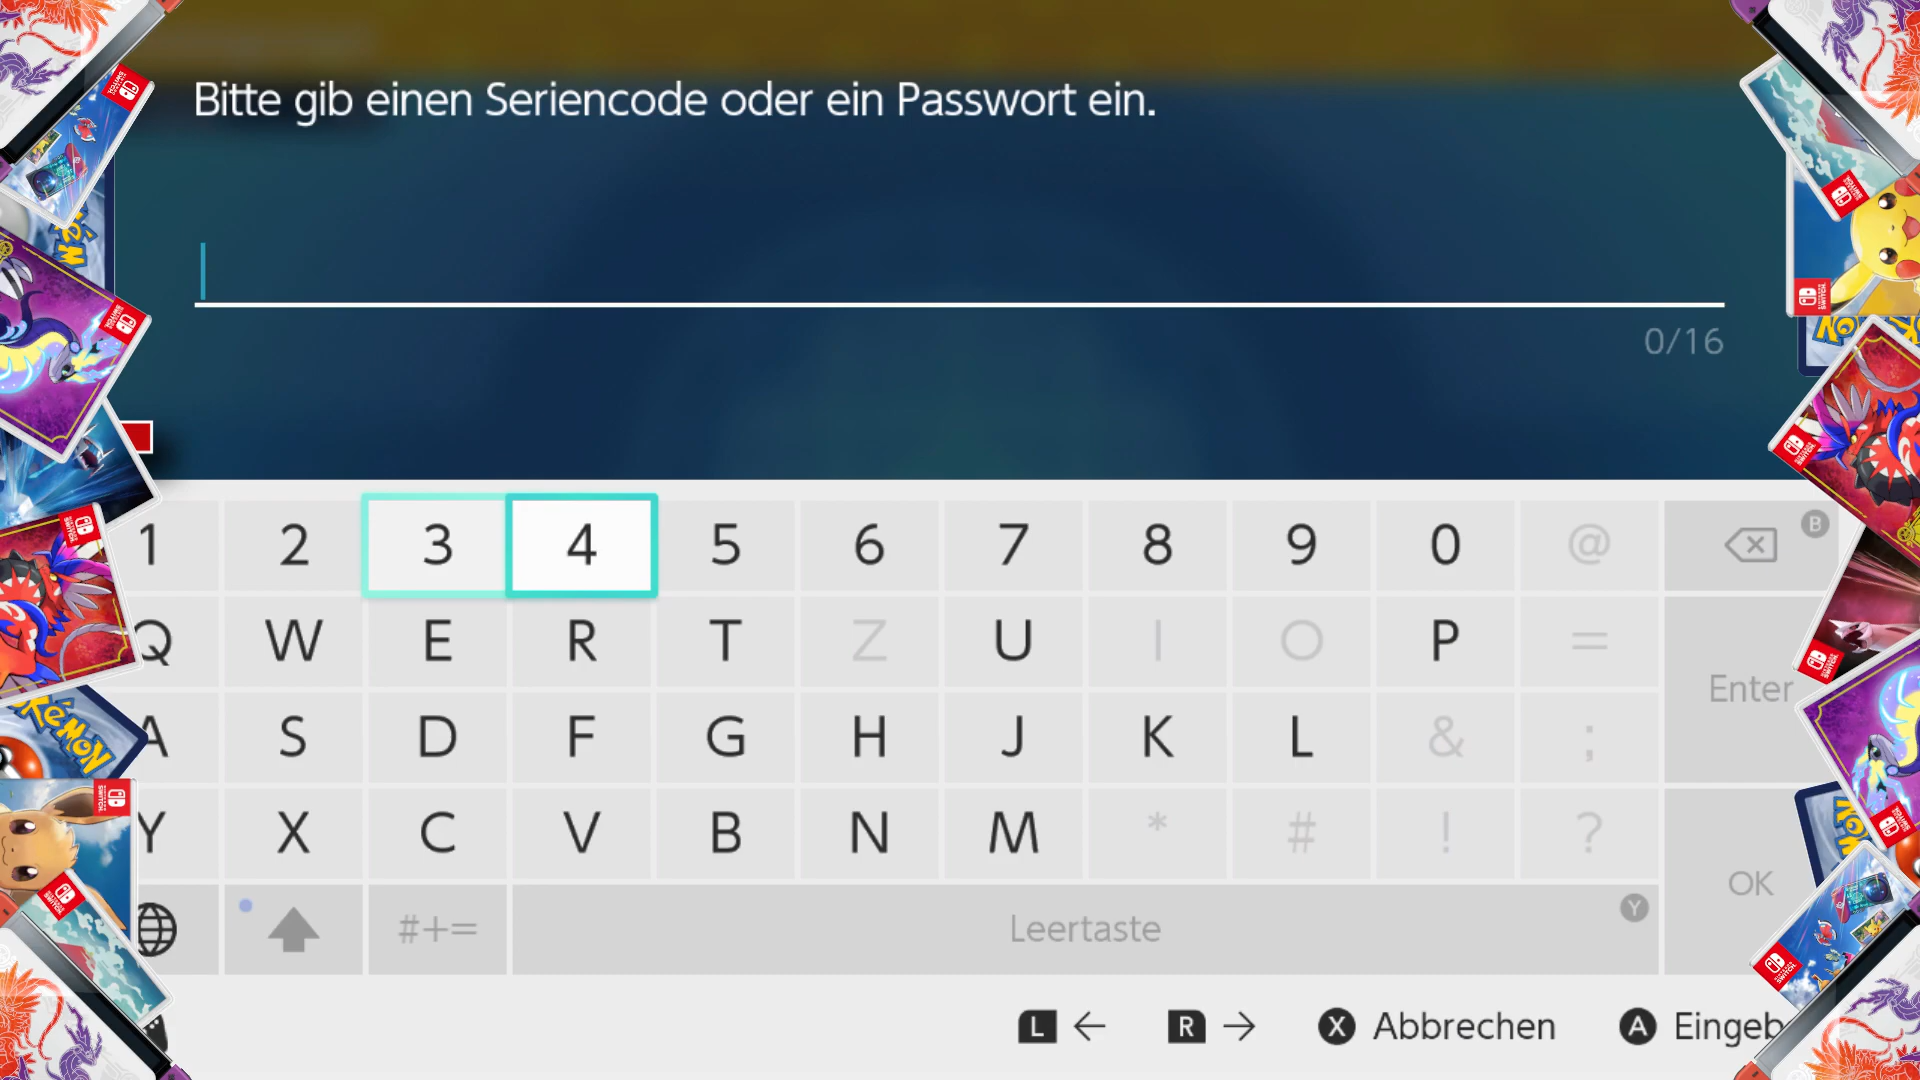 Bitte gib einen Seriencode oder ein Passwort ein.
0/16
1 2 3 4 5 6 7 8 9 0 @ B
Q W E R T Z U I O P =
Enter
A S D F G H J K L & ;
Y X C V B N M * # ! ?
OK
#+= Leertaste Y
L ← R → X Abbrechen A Eingeb